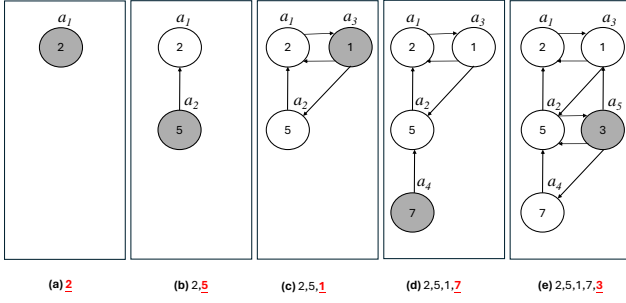 a1
2
a1
2
a2
5
a1 a3
2 1
a2
5
a1 a3
2 1
a2
5
a4
7
a1 a3
2 1
a2 a5
5 3
a4
7
(a) 2
(b) 2,5
(c) 2,5,1
(d) 2,5,1,7
(e) 2,5,1,7,3